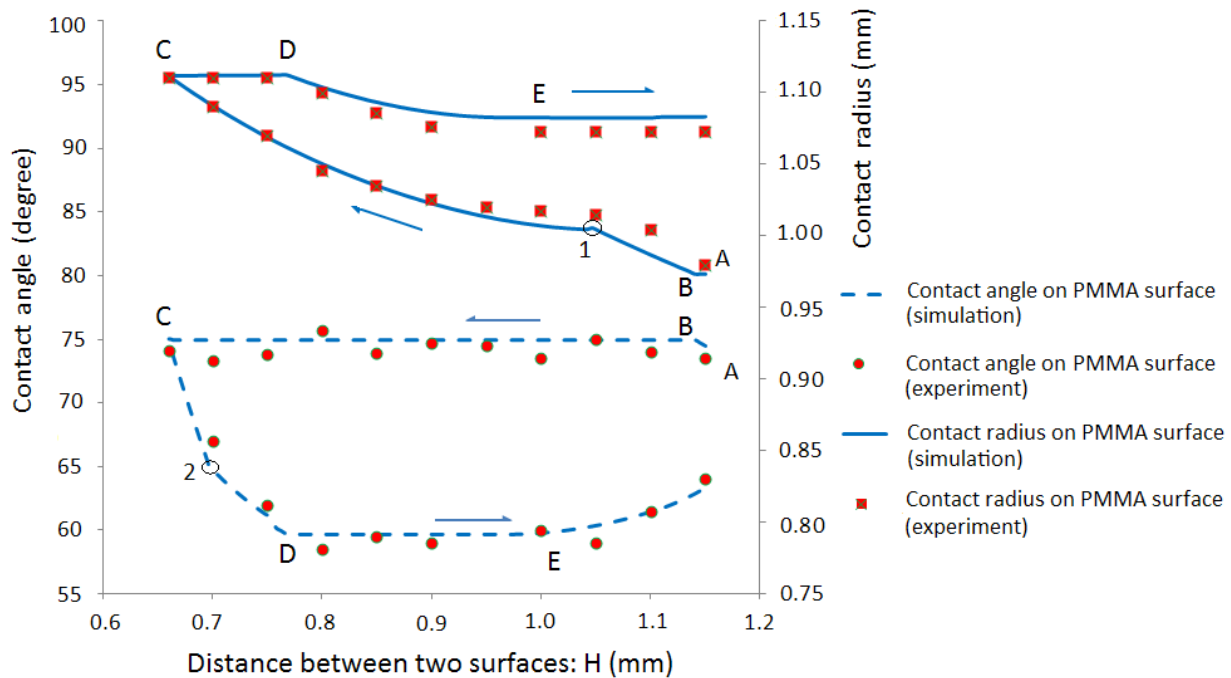 100
95
90
85
80
75
70
65
60
55
Contact angle (degree)
1.15
1.10
1.05
1.00
0.95
0.90
0.85
0.80
0.75
Contact radius (mm)
C
D
E
1
A
B
C
B
A
2
D
E
0.6
0.7
0.8
0.9
1.0
1.1
1.2
Distance between two surfaces: H (mm)
Contact angle on PMMA surface
(simulation)
Contact angle on PMMA surface
(experiment)
Contact radius on PMMA surface
(simulation)
Contact radius on PMMA surface
(experiment)